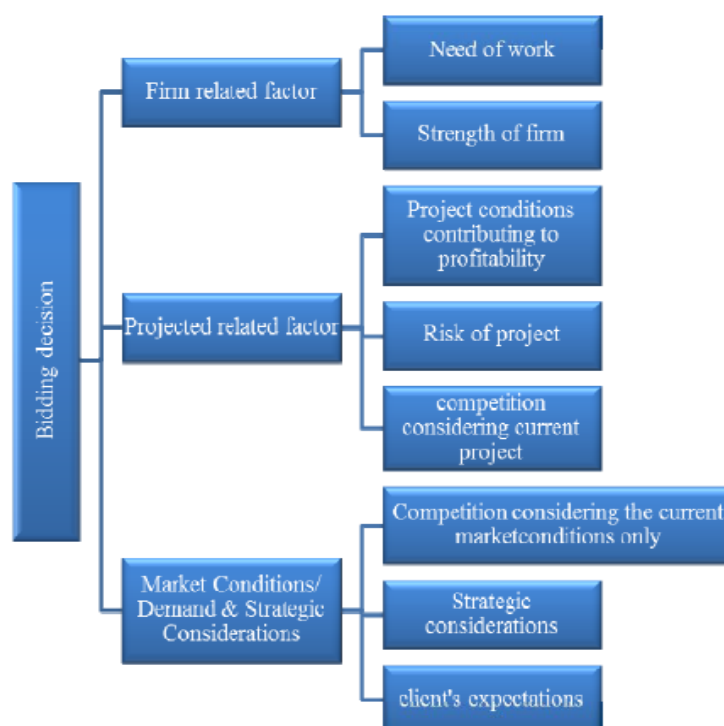 Bidding decision
Firm related factor
Need of work
Strength of firm
Projected related factor
Project conditions
contributing to
profitability
Risk of project
competition
considering current
project
Market Conditions/
Demand & Strategic
Considerations
Competition considering the current
marketconditions only
Strategic
considerations
client's expectations